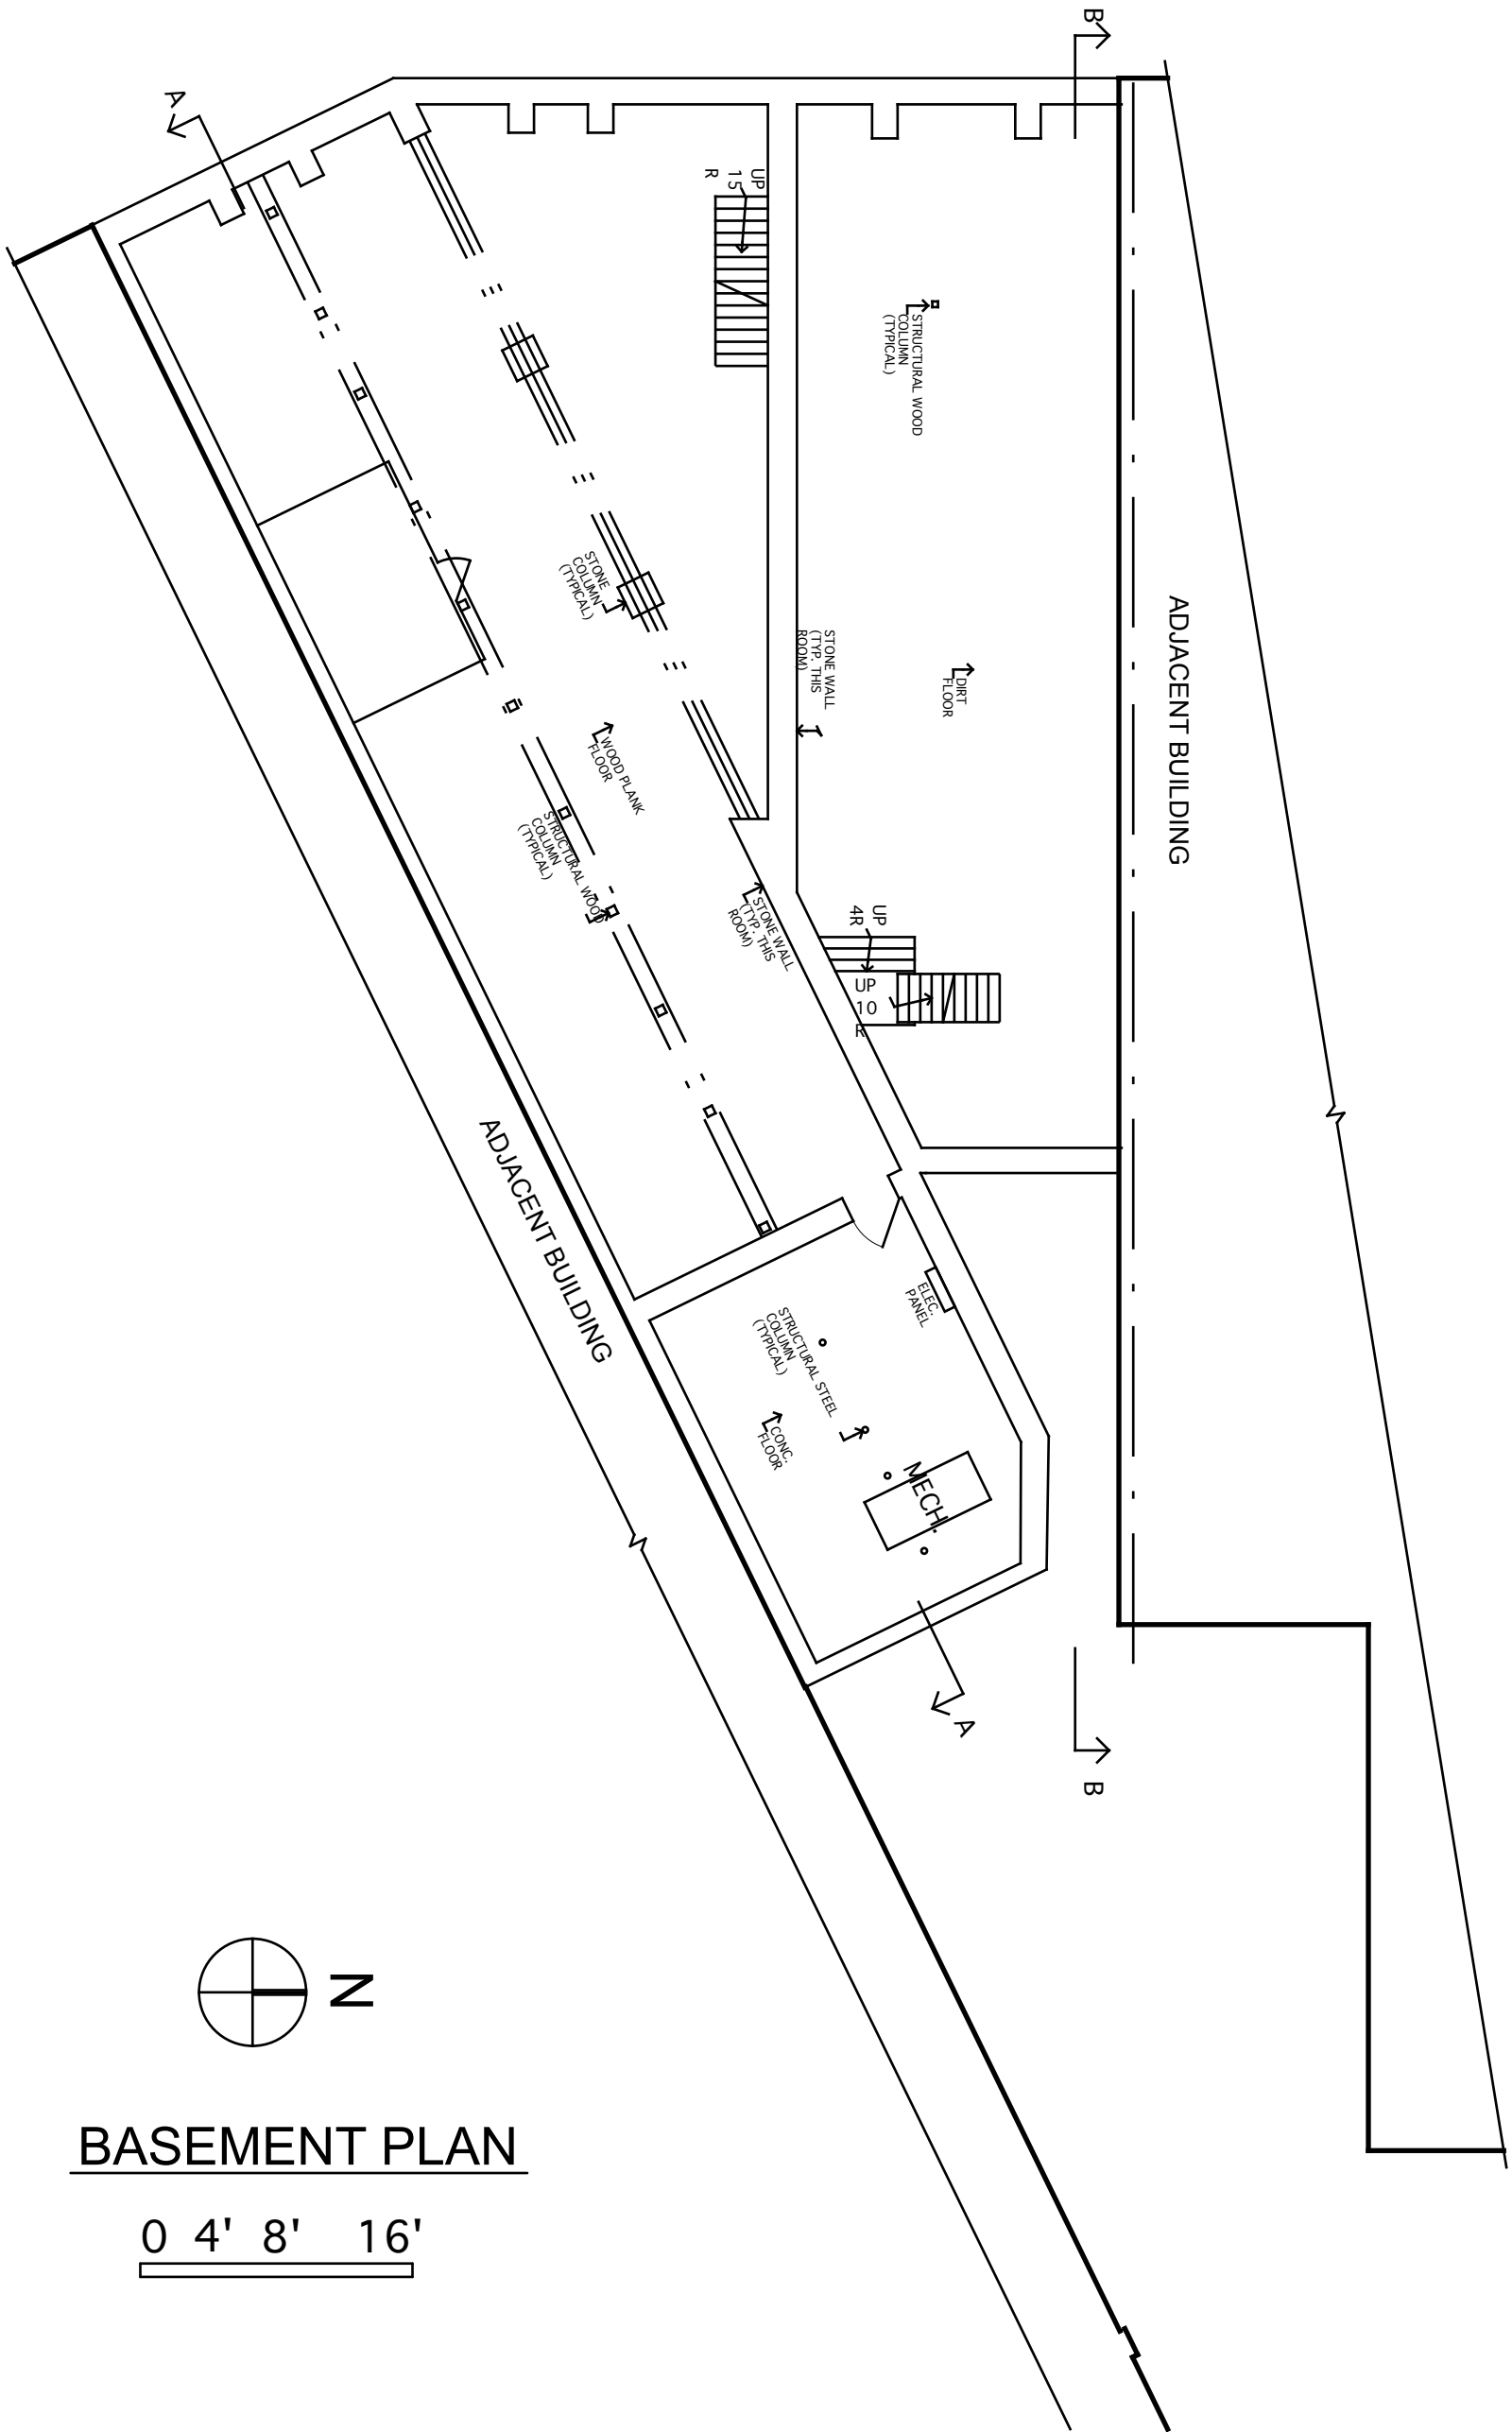 B
A
UP
15
R
STRUCTURAL WOOD
COLUMN
(TYPICAL)
STONE
COLUMN
(TYPICAL)
STONE WALL
(TYP. THIS
ROOM)
DIRT
FLOOR
ADJACENT BUILDING
WOOD PLANK
FLOOR
STRUCTURAL WOOD
COLUMN
(TYPICAL)
STONE WALL
(TYP. THIS
ROOM)
UP
4R
UP
10
R
ADJACENT BUILDING
ELEC.
PANEL
STRUCTURAL STEEL
COLUMN
(TYPICAL)
CONC.
FLOOR
MECH.
A
B
N
BASEMENT PLAN
0 4' 8' 16'